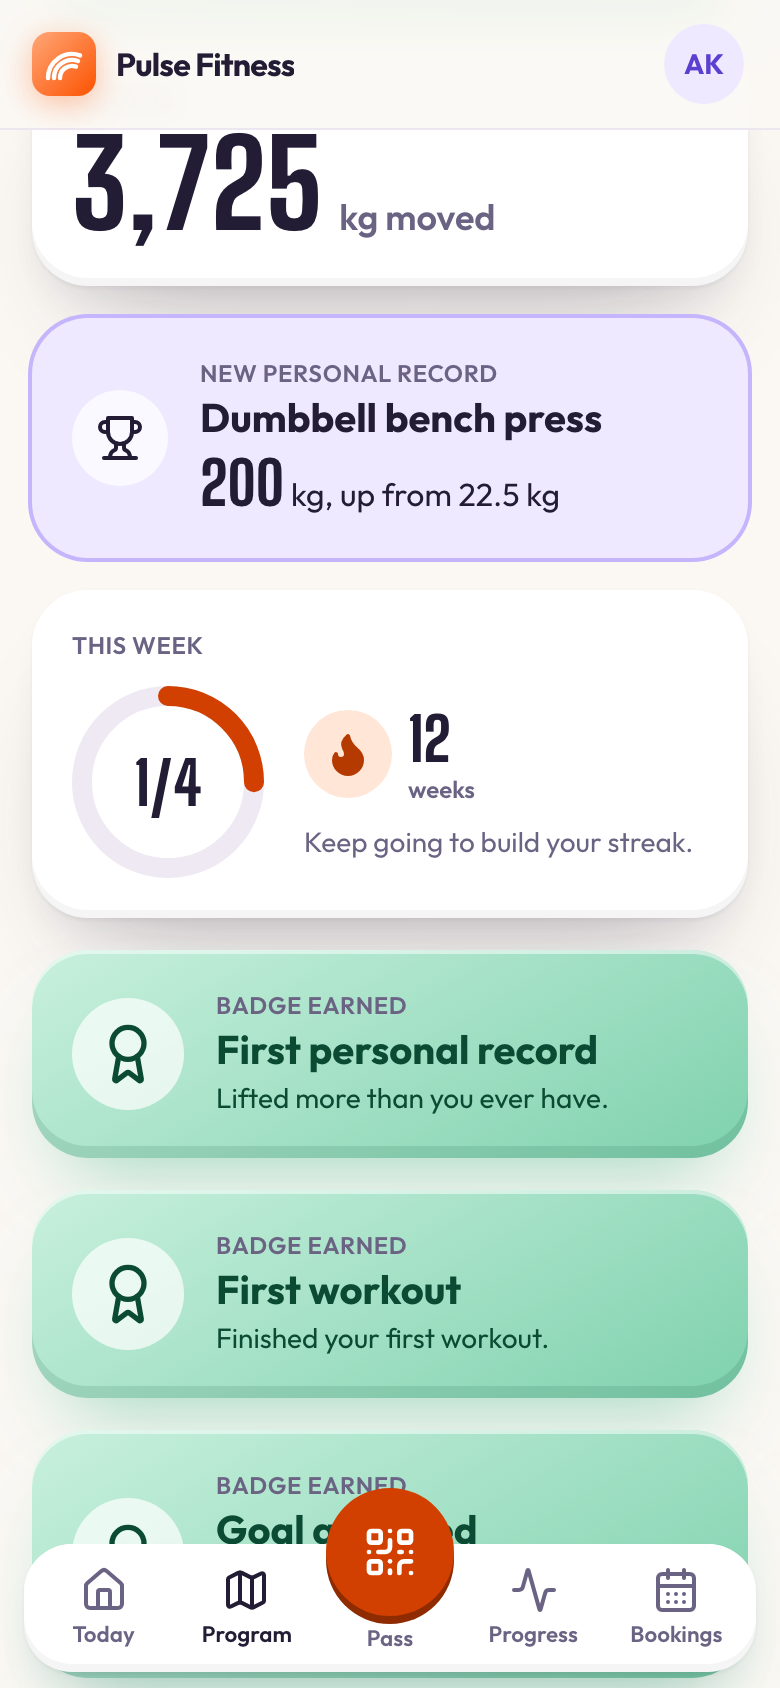 Pulse Fitness
AK
3,725 kg moved
NEW PERSONAL RECORD
Dumbbell bench press
200 kg, up from 22.5 kg
THIS WEEK
1/4
12
weeks
Keep going to build your streak.
BADGE EARNED
First personal record
Lifted more than you ever have.
BADGE EARNED
First workout
Finished your first workout.
BADGE EARNED
Goal
Today
Program
Pass
Progress
Bookings